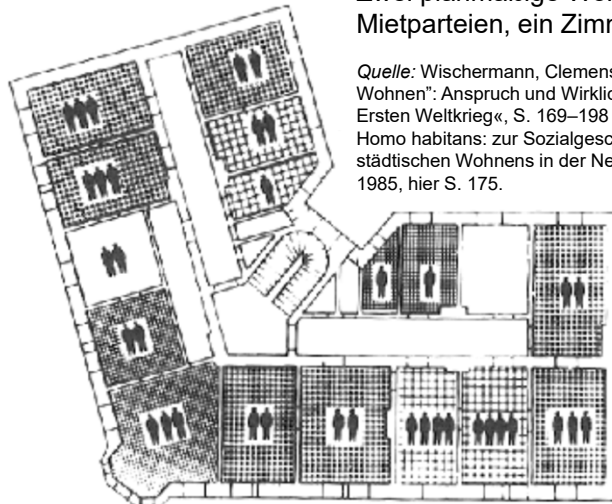 Mietparteien, ein Zimm
Quelle: Wischermann, Clemens
Wohnen”: Anspruch und Wirklic
Ersten Weltkrieg«, S. 169–198
Homo habitans: zur Sozialgesc
städtischen Wohnens in der Ne
1985, hier S. 175.